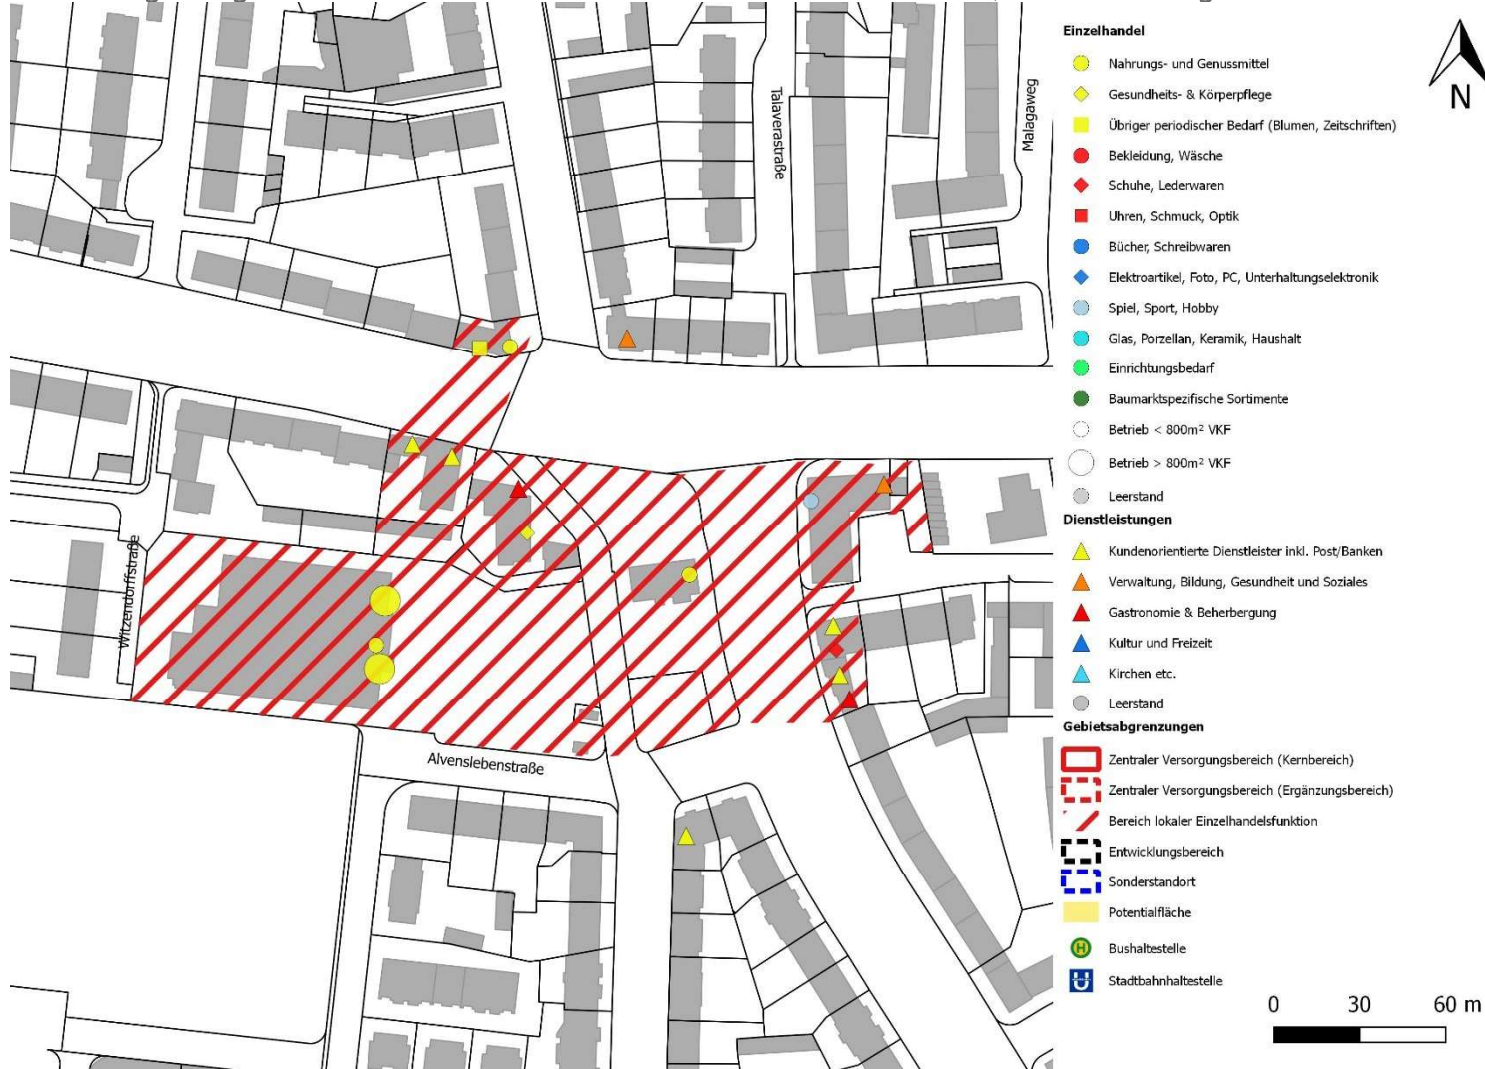 Talaverastraße
Malagaweg
Witzendorffstraße
Alvenslebenstraße
Einzelhandel
Nahrungs- und Genussmittel
Gesundheits- & Körperpflege
Übriger periodischer Bedarf (Blumen, Zeitschriften)
Bekleidung, Wäsche
Schuhe, Lederwaren
Uhren, Schmuck, Optik
Bücher, Schreibwaren
Elektroartikel, Foto, PC, Unterhaltungselektronik
Spiel, Sport, Hobby
Glas, Porzellan, Keramik, Haushalt
Einrichtungsbedarf
Baumarktspezifische Sortimente
Betrieb < 800m² VKF
Betrieb > 800m² VKF
Leerstand
Dienstleistungen
Kundenorientierte Dienstleister inkl. Post/Banken
Verwaltung, Bildung, Gesundheit und Soziales
Gastronomie & Beherbergung
Kultur und Freizeit
Kirchen etc.
Leerstand
Gebietsabgrenzungen
Zentraler Versorgungsbereich (Kernbereich)
Zentraler Versorgungsbereich (Ergänzungsbereich)
Bereich lokaler Einzelhandelsfunktion
Entwicklungsbereich
Sonderstandort
Potentialfläche
H Bushaltestelle
U Stadtbahnhaltestelle
N
0 30 60 m